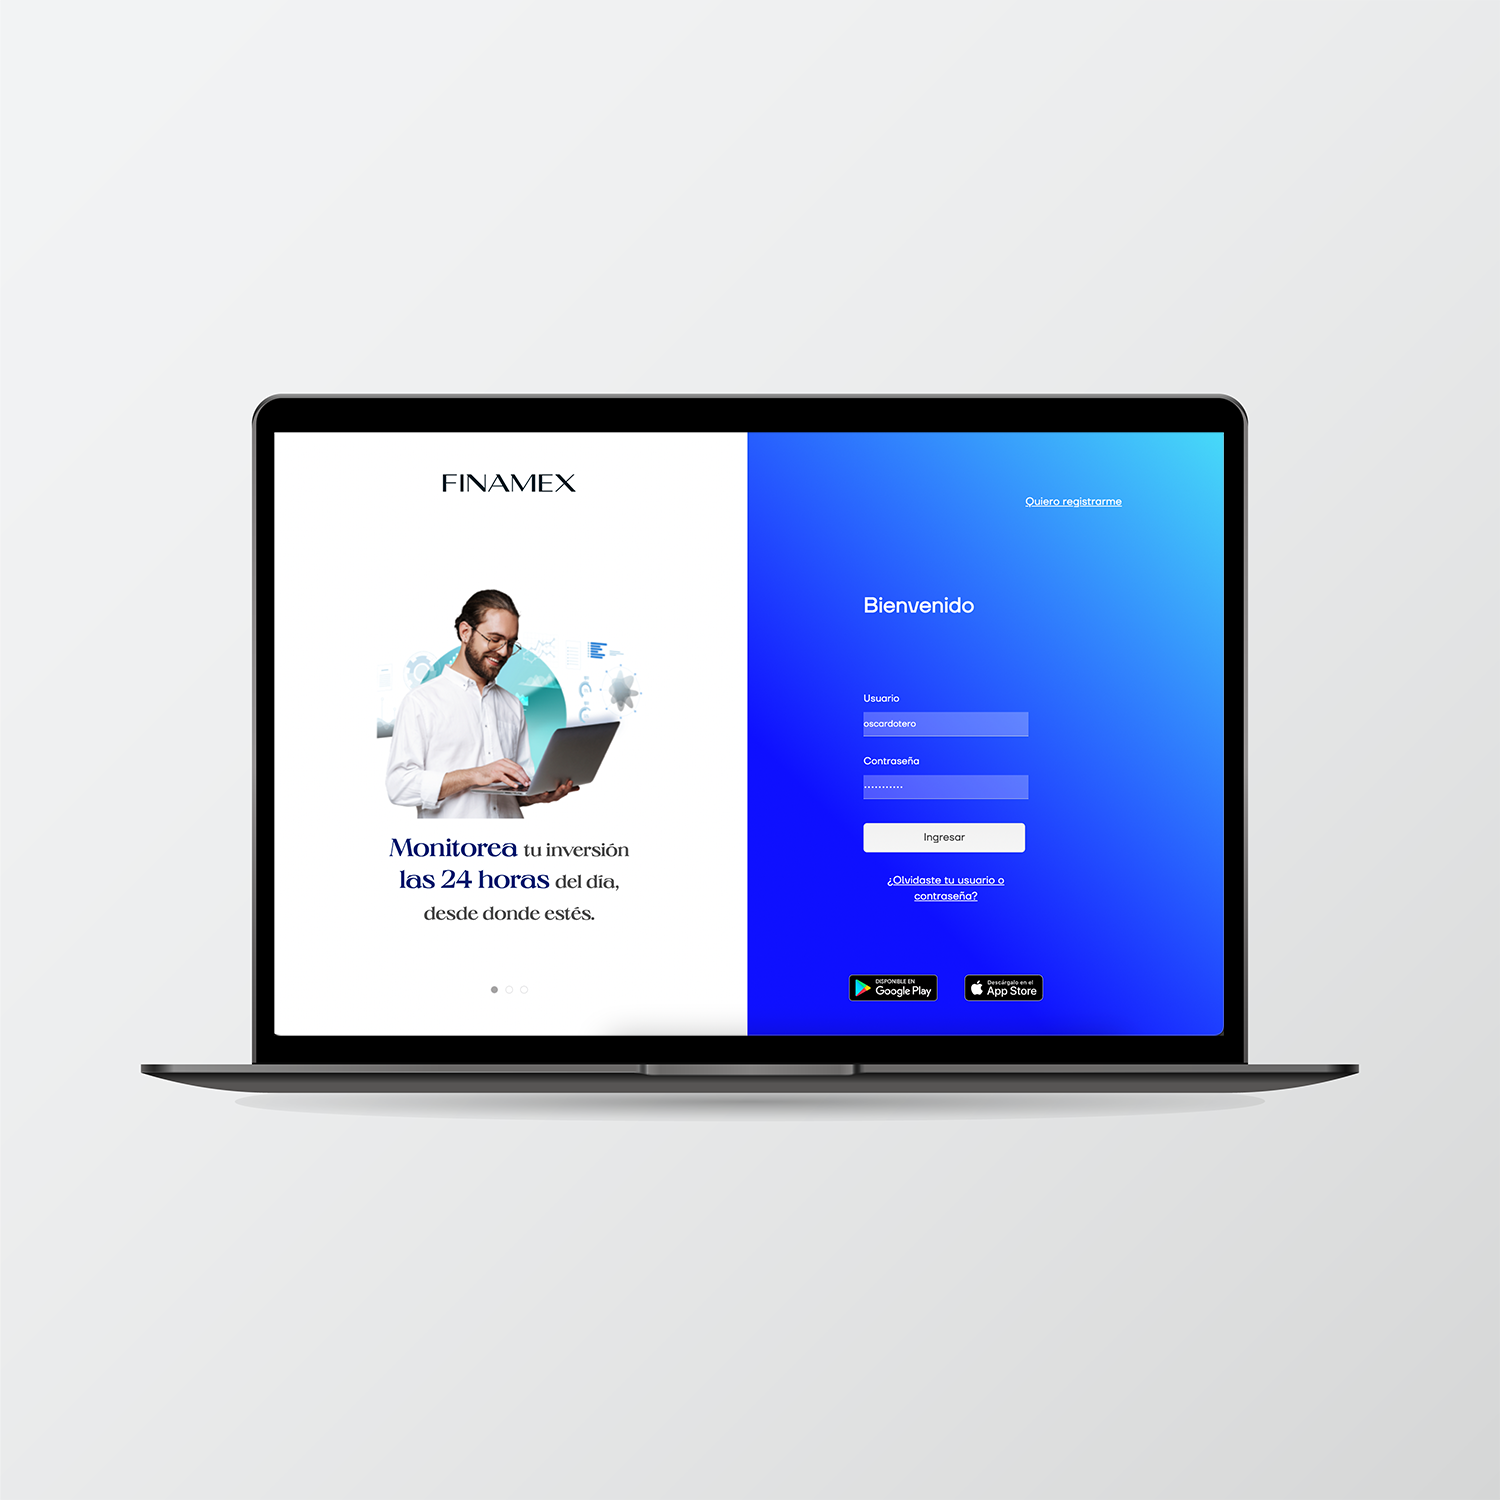 FINAMEX
Monitorea tu inversión
las 24 horas del día,
desde donde estés.
Quiero registrarme
Bienvenido
Usuario
oscardotero
Contraseña
···········
Ingresar
¿Olvidaste tu usuario o
contraseña?
DISPONIBLE EN
Google Play
Descárgalo en el
App Store